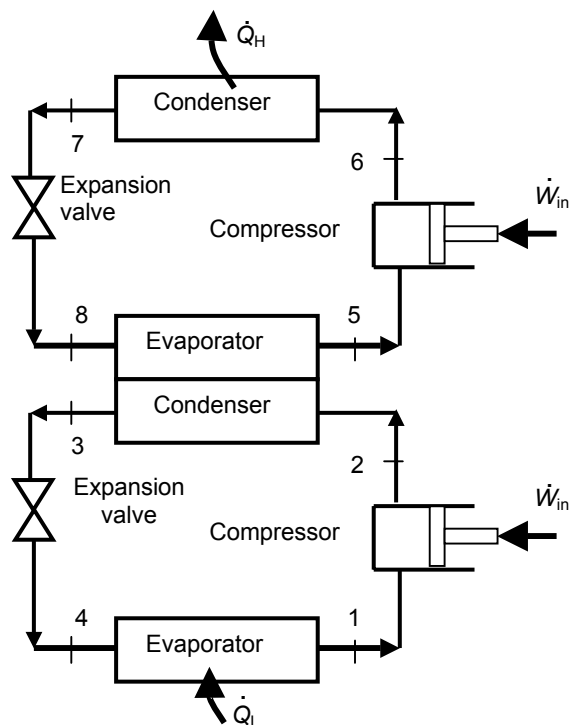 Q̇H
Condenser
7
6
Expansion
valve
Ẇin
Compressor
8
5
Evaporator
Condenser
3
2
Expansion
valve
Ẇin
Compressor
4
1
Evaporator
Q̇L